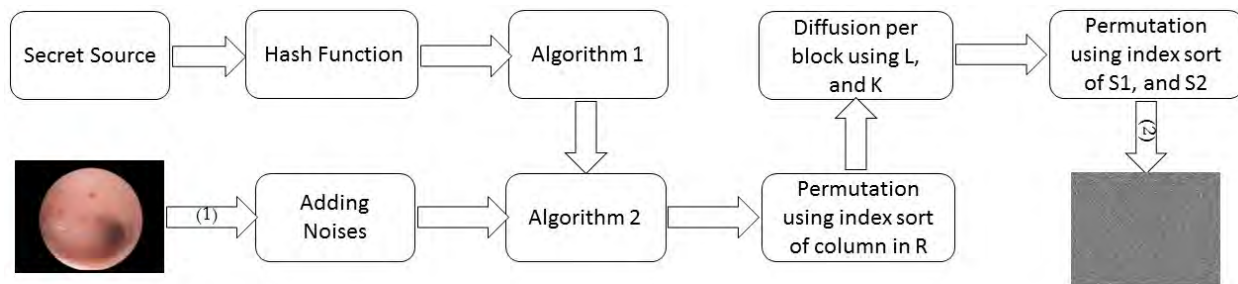 Secret Source
Hash Function
Algorithm 1
Diffusion per
block using L,
and K
Permutation
using index sort
of S1, and S2
(2)
(1)
Adding
Noises
Algorithm 2
Permutation
using index sort
of column in R